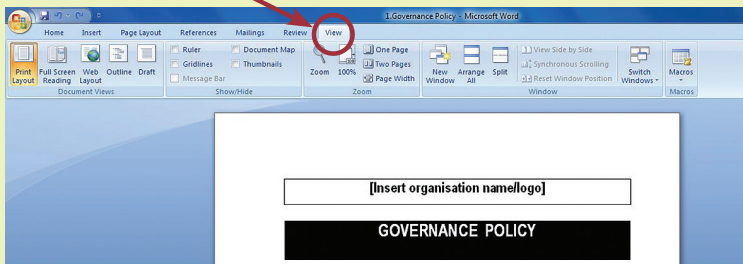 1.Governance Policy - Microsoft Word
Home Insert Page Layout References Mailings Review View
Print Layout
Full Screen Reading
Web Layout
Outline
Draft
Document Views
Ruler
Gridlines
Message Bar
Document Map
Thumbnails
Show/Hide
Zoom
100%
One Page
Two Pages
Page Width
Zoom
New Window
Arrange All
Split
View Side by Side
Synchronous Scrolling
Reset Window Position
Window
Switch Windows
Macros
Macros
[Insert organisation name/logo]
GOVERNANCE POLICY